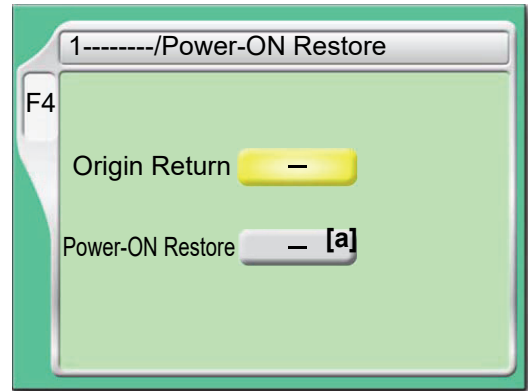 1--------/Power-ON Restore
F4
Origin Return –
Power-ON Restore – [a]